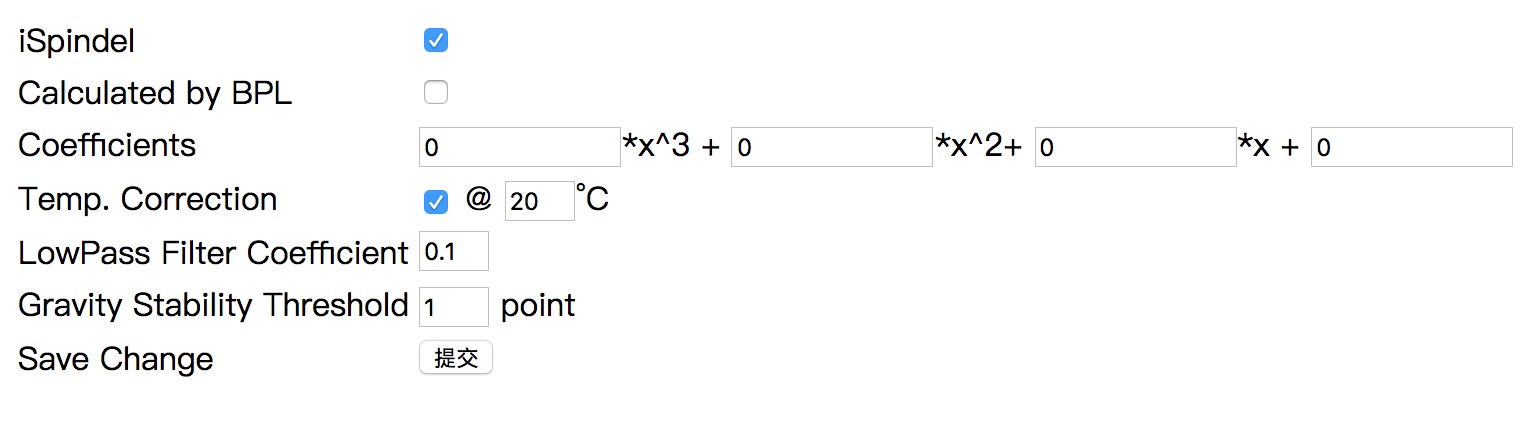 iSpindel
Calculated by BPL
Coefficients 0 *x^3 + 0 *x^2+ 0 *x + 0
Temp. Correction @ 20 °C
LowPass Filter Coefficient 0.1
Gravity Stability Threshold 1 point
Save Change 提交